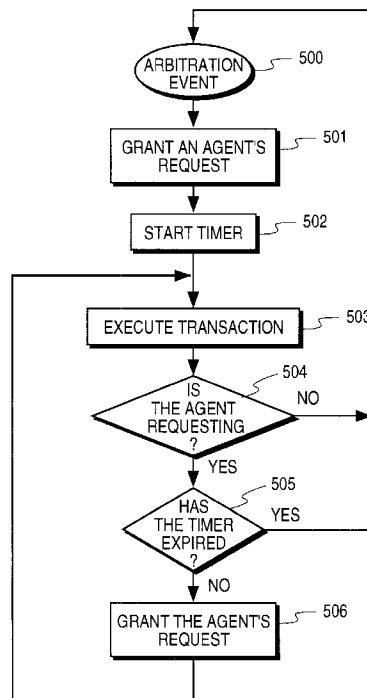 ARBITRATION
EVENT
500
GRANT AN AGENT'S
REQUEST
501
START TIMER
502
EXECUTE TRANSACTION
503
504
IS
THE AGENT
REQUESTING
?
NO
YES
505
HAS
THE TIMER
EXPIRED
?
YES
NO
GRANT THE AGENT'S
REQUEST
506